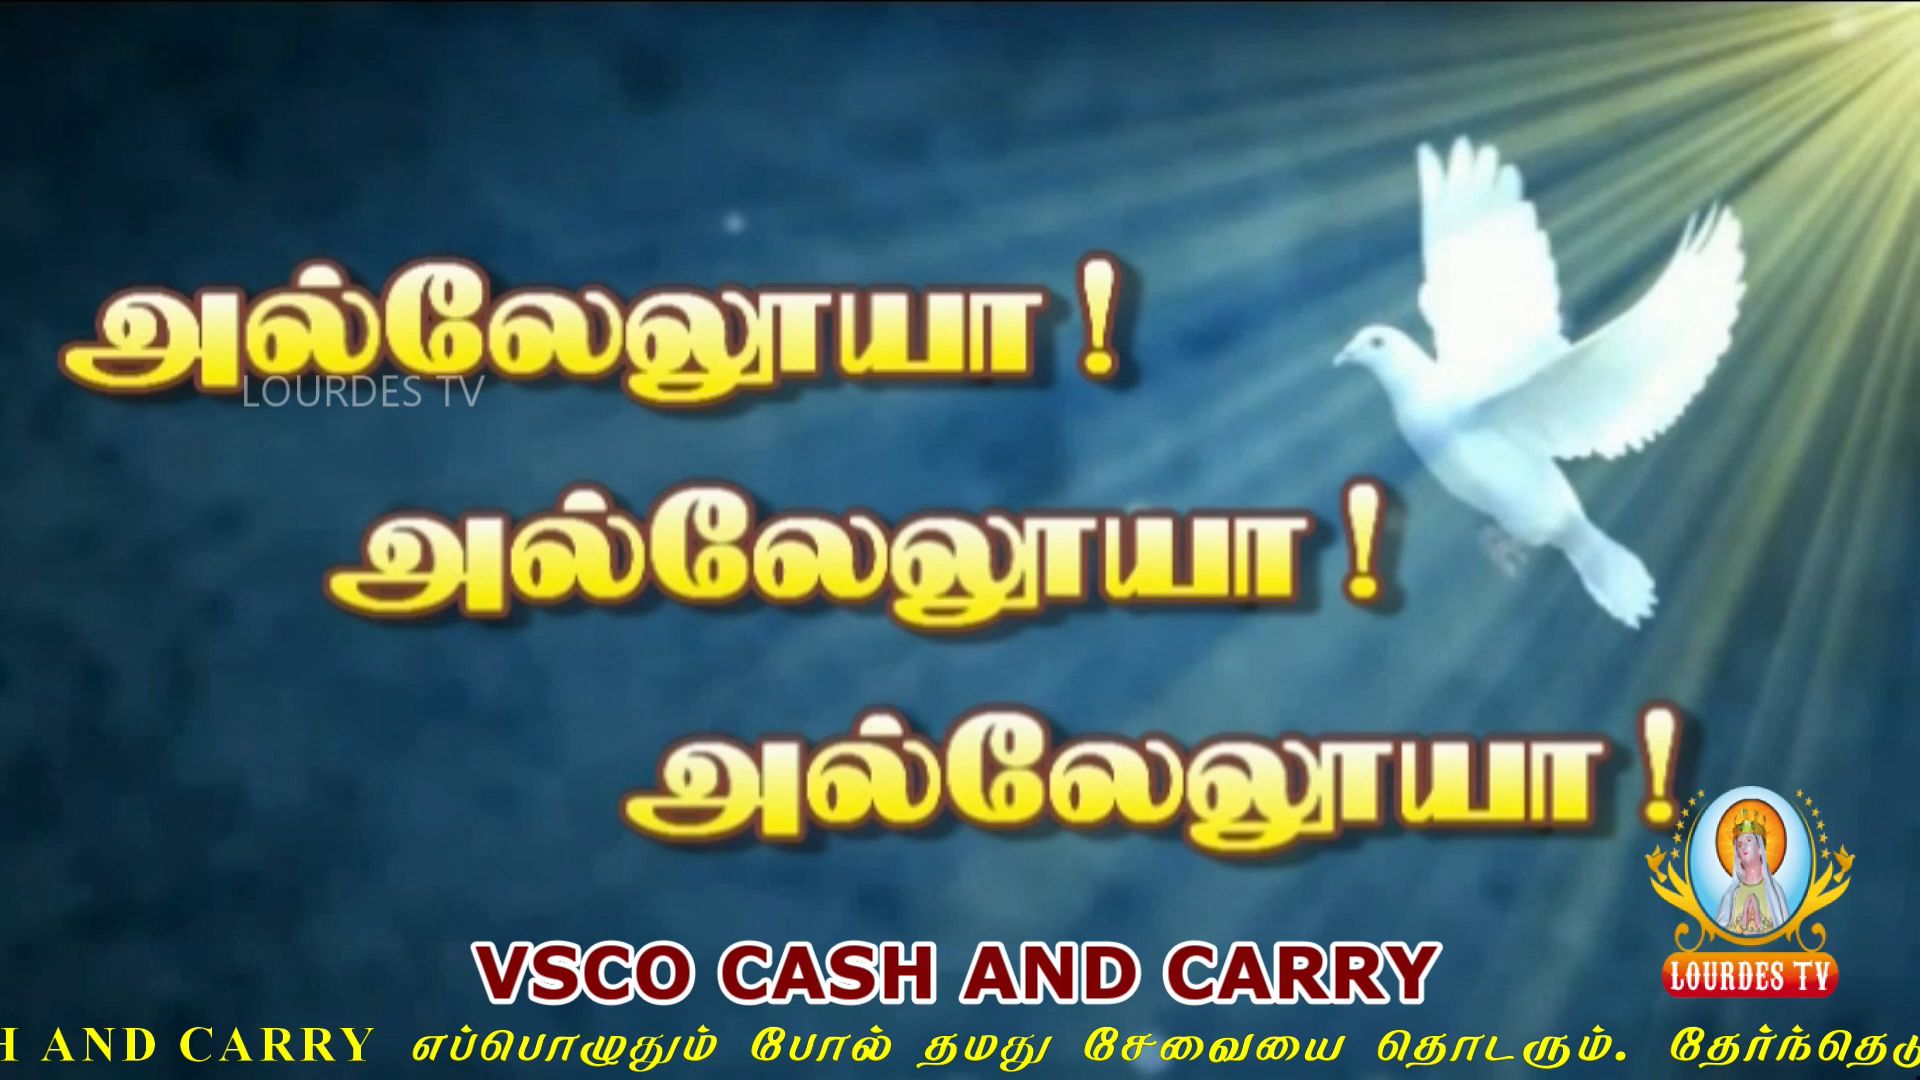 அல்லேலூயா !
LOURDES TV
அல்லேலூயா !
அல்லேலூயா !
VSCO CASH AND CARRY
LOURDES TV
AND CARRY எப்பொழுதும் போல் தமது சேவையை தொடரும்.